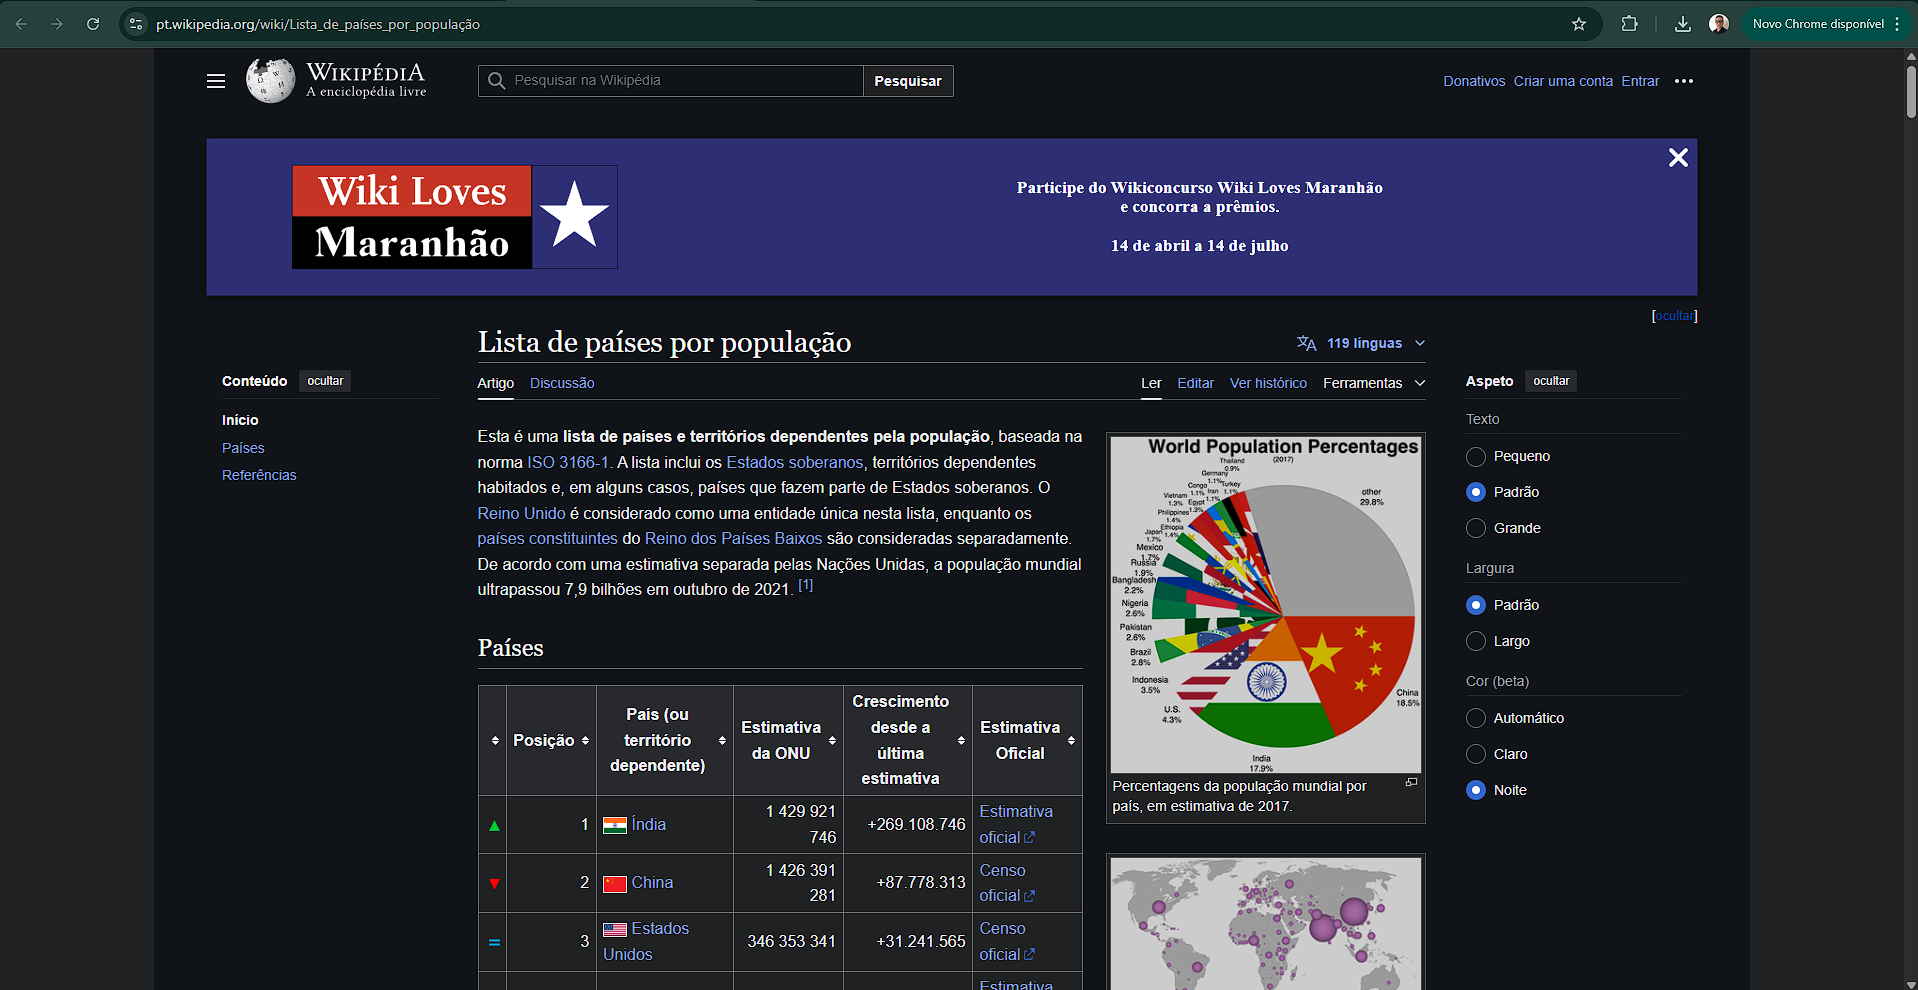 pt.wikipedia.org/wiki/Lista_de_países_por_população
Novo Chrome disponível
WIKIPÉDIA
A enciclopédia livre
Pesquisar na Wikipédia
Pesquisar
Donativos Criar uma conta Entrar
Wiki Loves
Maranhão
Participe do Wikiconcurso Wiki Loves Maranhão
e concorra a prêmios.
14 de abril a 14 de julho
[ocultar]
Lista de países por população
119 línguas
Conteúdo ocultar
Início
Países
Referências
Artigo Discussão
Ler Editar Ver histórico Ferramentas
Esta é uma lista de países e territórios dependentes pela população, baseada na
norma ISO 3166-1. A lista inclui os Estados soberanos, territórios dependentes
habitados e, em alguns casos, países que fazem parte de Estados soberanos. O
Reino Unido é considerado como uma entidade única nesta lista, enquanto os
países constituintes do Reino dos Países Baixos são consideradas separadamente.
De acordo com uma estimativa separada pelas Nações Unidas, a população mundial
ultrapassou 7,9 bilhões em outubro de 2021. [1]
Países
Posição
País (ou
território
dependente)
Estimativa
da ONU
Crescimento
desde a
última
estimativa
Estimativa
Oficial
1 Índia 1 429 921
746 +269.108.746 Estimativa
oficial
2 China 1 426 391
281 +87.778.313 Censo
oficial
3 Estados
Unidos 346 353 341 +31.241.565 Censo
oficial
Estimativa
World Population Percentages
(2017)
Thailand
0.9%
Germany
1.1%
Turkey
1.1%
Congo
1.1%
Iran
1.1%
Vietnam
1.3%
Egypt
1.3%
Philippines
1.4%
Ethiopia
1.4%
Japan
1.7%
Mexico
1.7%
Russia
1.9%
Bangladesh
2.2%
Nigeria
2.6%
Pakistan
2.6%
Brazil
2.8%
Indonesia
3.5%
U.S.
4.3%
India
17.9%
China
18.5%
other
29.8%
Percentagens da população mundial por
país, em estimativa de 2017.
Aspeto ocultar
Texto
Pequeno
Padrão
Grande
Largura
Padrão
Largo
Cor (beta)
Automático
Claro
Noite